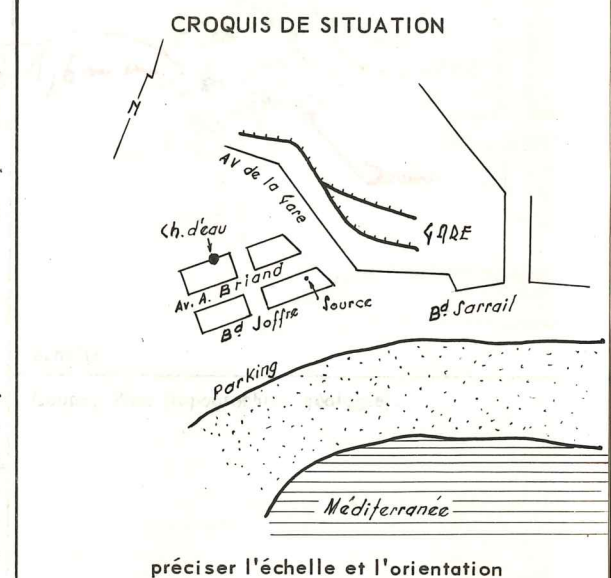 CROQUIS DE SITUATION
N
Av de la Gare
GARE
Ch. d'eau
Av. A. Briand
Source
Bd Joffre
Bd Sarrail
Parking
Méditerranée
préciser l'échelle et l'orientation